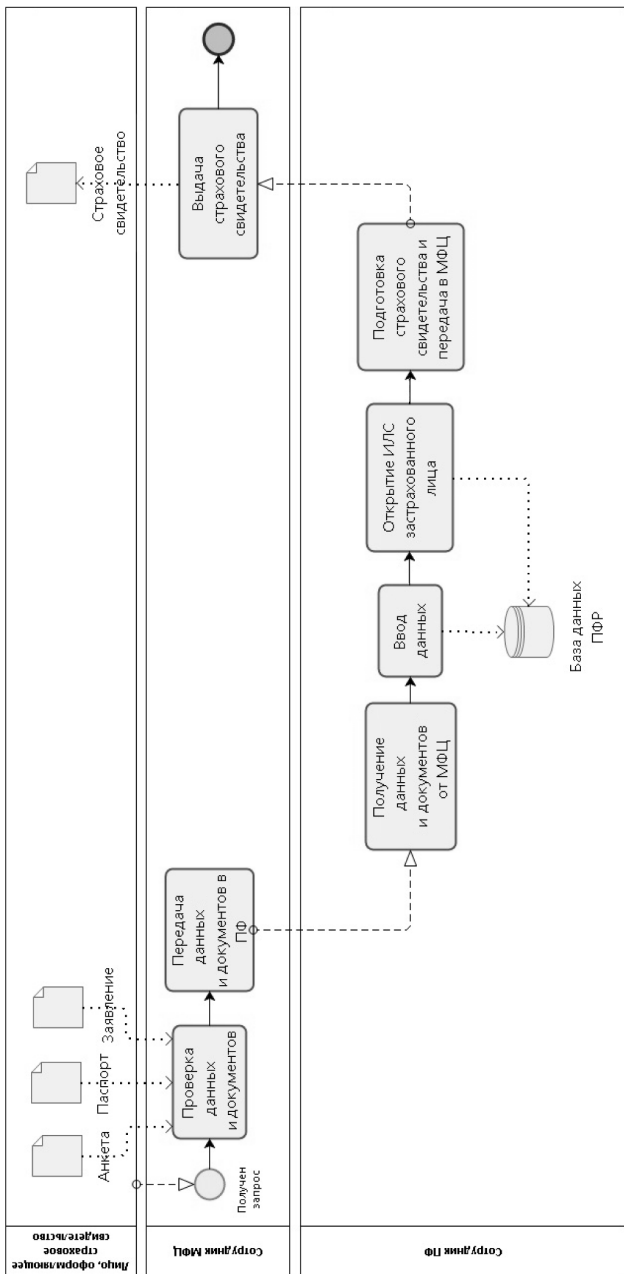 Лицо, оформляющее
страховое
свидетельство
Анкета
Паспорт
Заявление
Страховое
свидетельство
Сотрудник МФЦ
Получен
запрос
Проверка
данных
и документов
Передача
данных
и документов в
ПФ
Выдача
страхового
свидетельства
Сотрудник ПФ
Получение
данных
и документов
от МФЦ
Ввод
данных
Открытие ИЛС
застрахованного
лица
Подготовка
страхового
свидетельства и
передача в МФЦ
База данных
ПФР